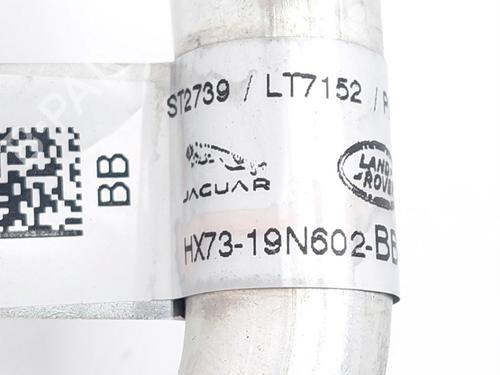 ST2739 / LT7152 / P
JAGUAR
LAND
ROVER
HX73-19N602-BB
BB